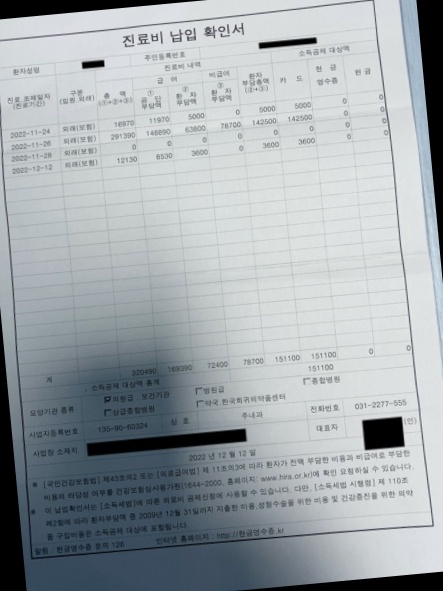 진료비 납입 확인서
환자성명 주민등록번호 소득공제 대상액
진료비 내역
급 여 비급여
진료 조제일자 (진료기간) 구분 (입원 외래) 총 액 (①+②+③) ① 공 단 부담액 ② 환 자 부담액 ③ 환 자 부담액 환자 부담총액 (②+③) 카 드 현 금 영수증 현 금
2022-11-24 외래(보험) 16970 11970 5000 0 5000 5000 0 0
2022-11-26 외래(보험) 291390 148890 63800 78700 142500 142500 0 0
2022-11-28 외래(보험) 0 0 0 0 0 0 0 0
2022-12-12 외래(보험) 12130 8530 3600 0 3600 3600 0 0
계 320490 169390 72400 78700 151100 151100 0 0
소득공제 대상액 총계 151100
요양기관 종류 의원급 보건기관 병원급 종합병원
상급종합병원 약국,한국희귀의약품센터
사업자등록번호 135-90-60324 상 호 주내과 전화번호 031-2277-555
사업장 소재지 대표자 (인)
2022 년 12 월 12 일
※ [국민건강보험법] 제43조의2 또는 [의료급여법] 제 11조의3에 따라 환자가 전액 부담한 비용과 비급여로 부담한
비용의 타당성 여부를 건강보험심사평가원(1644-2000, 홈페이지: www.hira.or.kr)에 확인 요청하실 수 있습니다.
※ 이 납입확인서는 [소득세법]에 따른 의료비 공제신청에 사용할 수 있습니다. 다만, [소득세법 시행령] 제 110조
제2항에 따라 환자부담액 중 2009년 12월 31일까지 지출한 미용,성형수술을 위한 비용 및 건강증진을 위한 의약
품 구입비용은 소득공제 대상에 포함됩니다.
알림 : 현금영수증 문의 126 인터넷 홈페이지 : http://현금영수증.kr